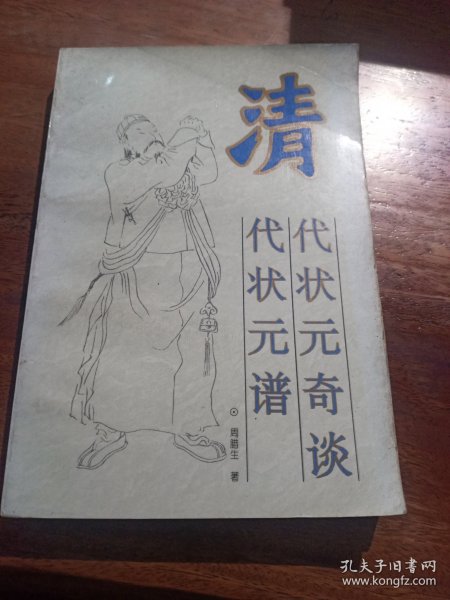 清
代状元奇谈
代状元谱
周腊生 著
孔夫子旧书网
www.kongfz.com